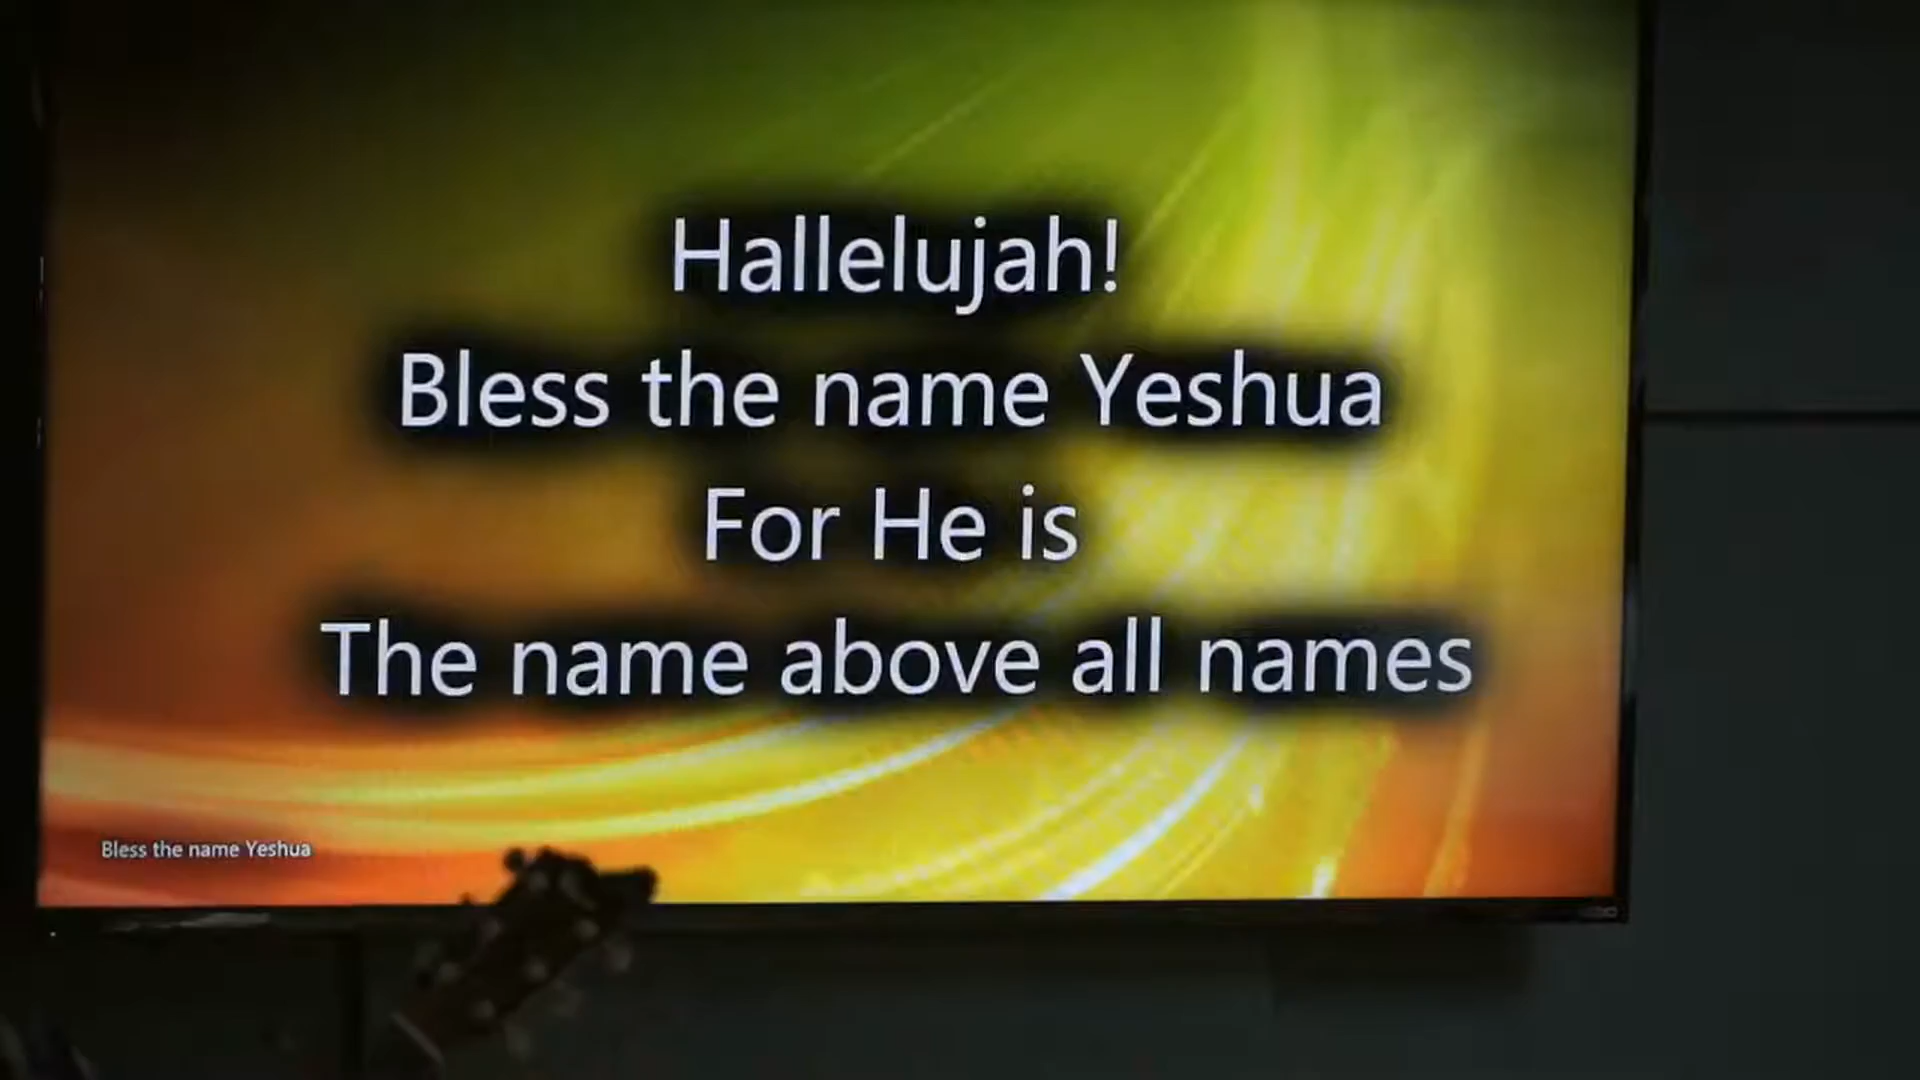 Hallelujah!
Bless the name Yeshua
For He is
The name above all names
Bless the name Yeshua